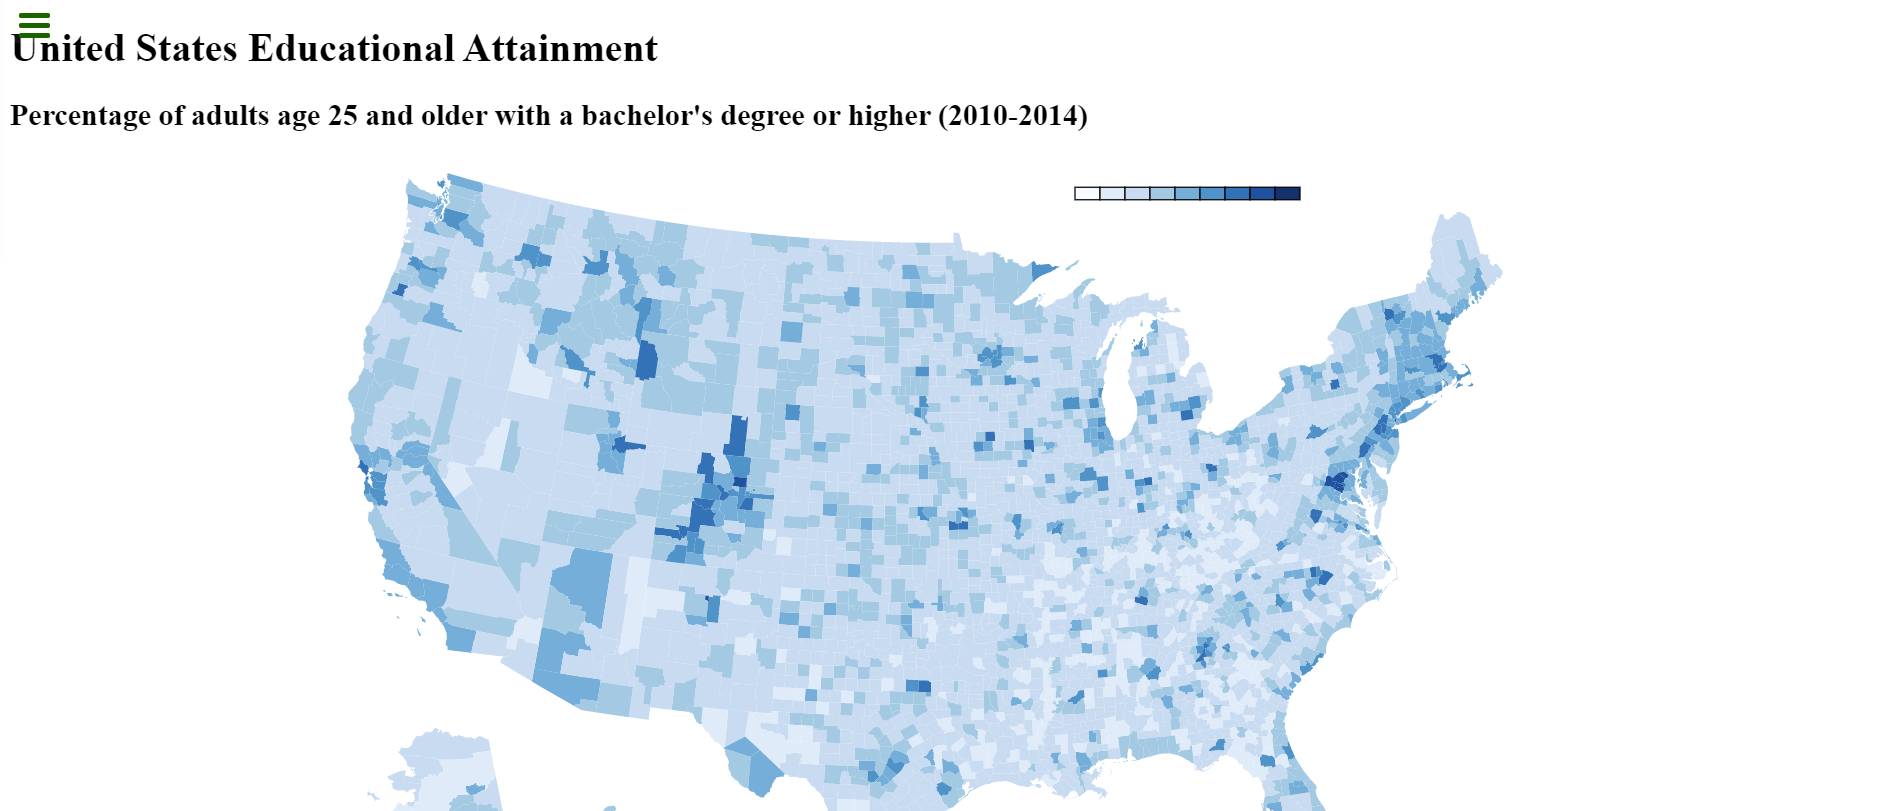 United States Educational Attainment
Percentage of adults age 25 and older with a bachelor's degree or higher (2010-2014)